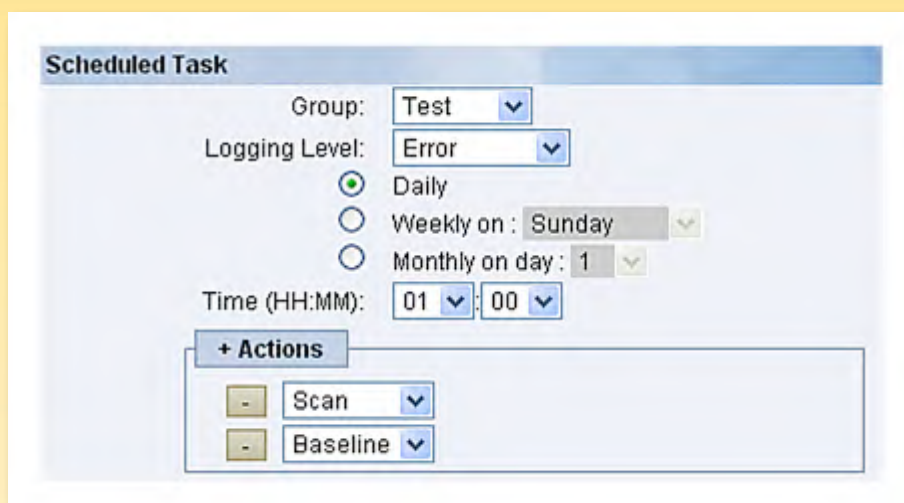 Scheduled Task
Group: Test
Logging Level: Error
Daily
Weekly on : Sunday
Monthly on day : 1
Time (HH:MM): 01 : 00
+ Actions
- Scan
- Baseline